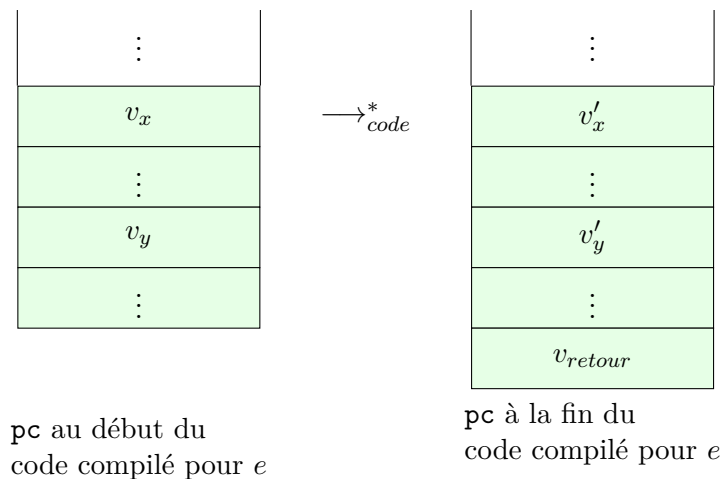 ⋮ ⋮
v_x ⟶*_code v'_x
⋮ ⋮
v_y v'_y
⋮ ⋮
v_retour
pc au début du
code compilé pour e
pc à la fin du
code compilé pour e